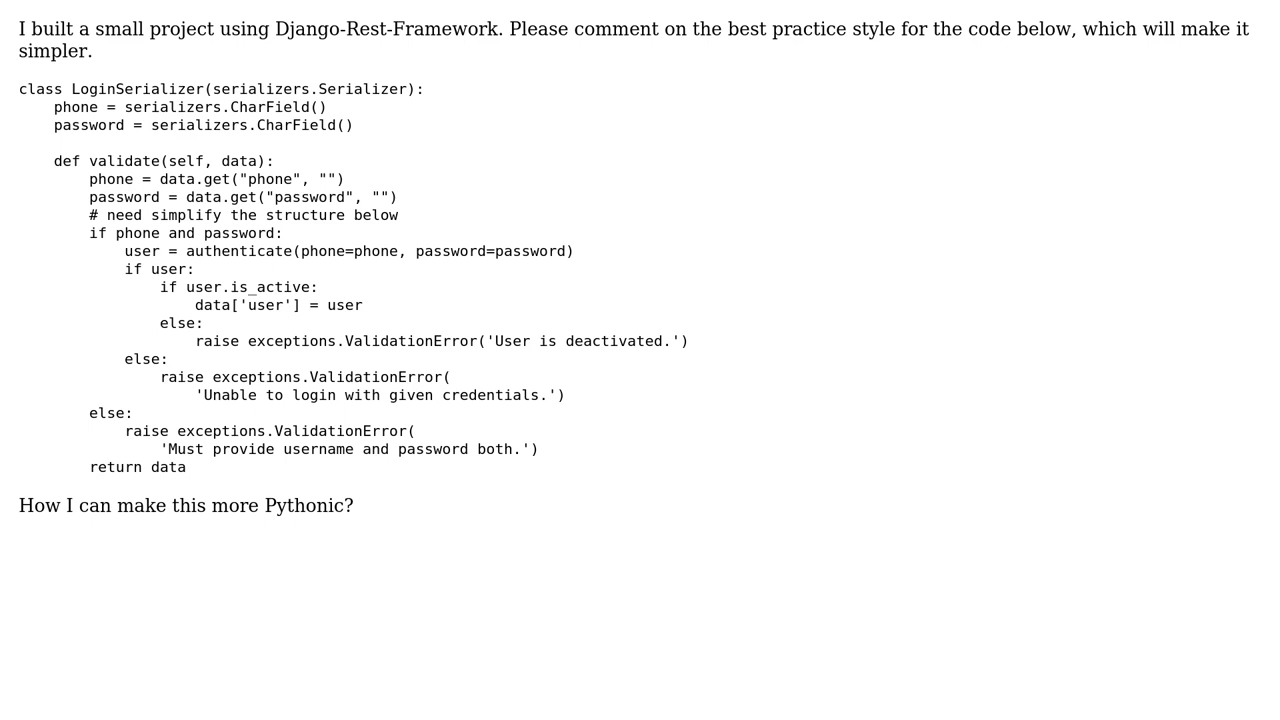 I built a small project using Django-Rest-Framework. Please comment on the best practice style for the code below, which will make it
simpler.
class LoginSerializer(serializers.Serializer):
    phone = serializers.CharField()
    password = serializers.CharField()

    def validate(self, data):
        phone = data.get("phone", "")
        password = data.get("password", "")
        # need simplify the structure below
        if phone and password:
            user = authenticate(phone=phone, password=password)
            if user:
                if user.is_active:
                    data['user'] = user
                else:
                    raise exceptions.ValidationError('User is deactivated.')
            else:
                raise exceptions.ValidationError(
                    'Unable to login with given credentials.')
        else:
            raise exceptions.ValidationError(
                'Must provide username and password both.')
        return data
How I can make this more Pythonic?